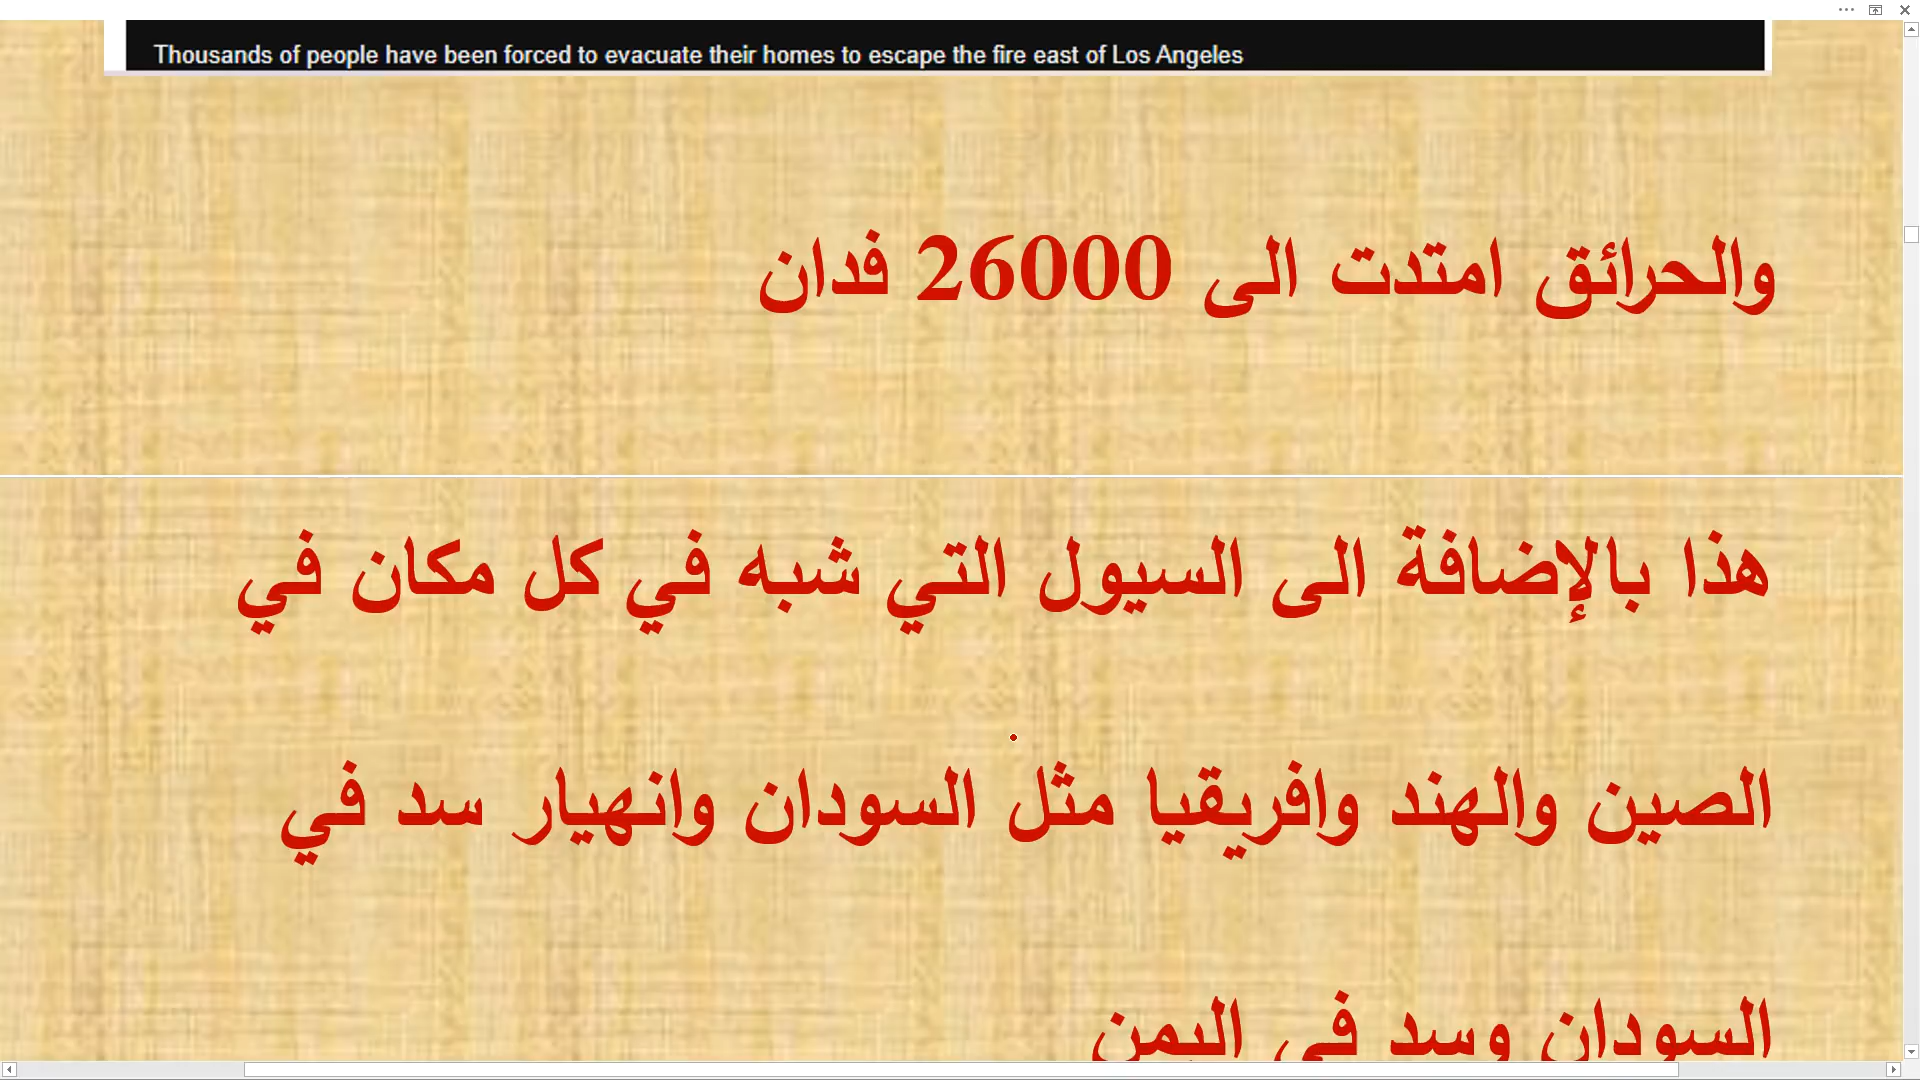 Thousands of people have been forced to evacuate their homes to escape the fire east of Los Angeles
والحرائق امتدت الى 26000 فدان
هذا بالإضافة الى السيول التي شبه في كل مكان في
الصين والهند وافريقيا مثل السودان وانهيار سد في
السودان وسد في اليمن